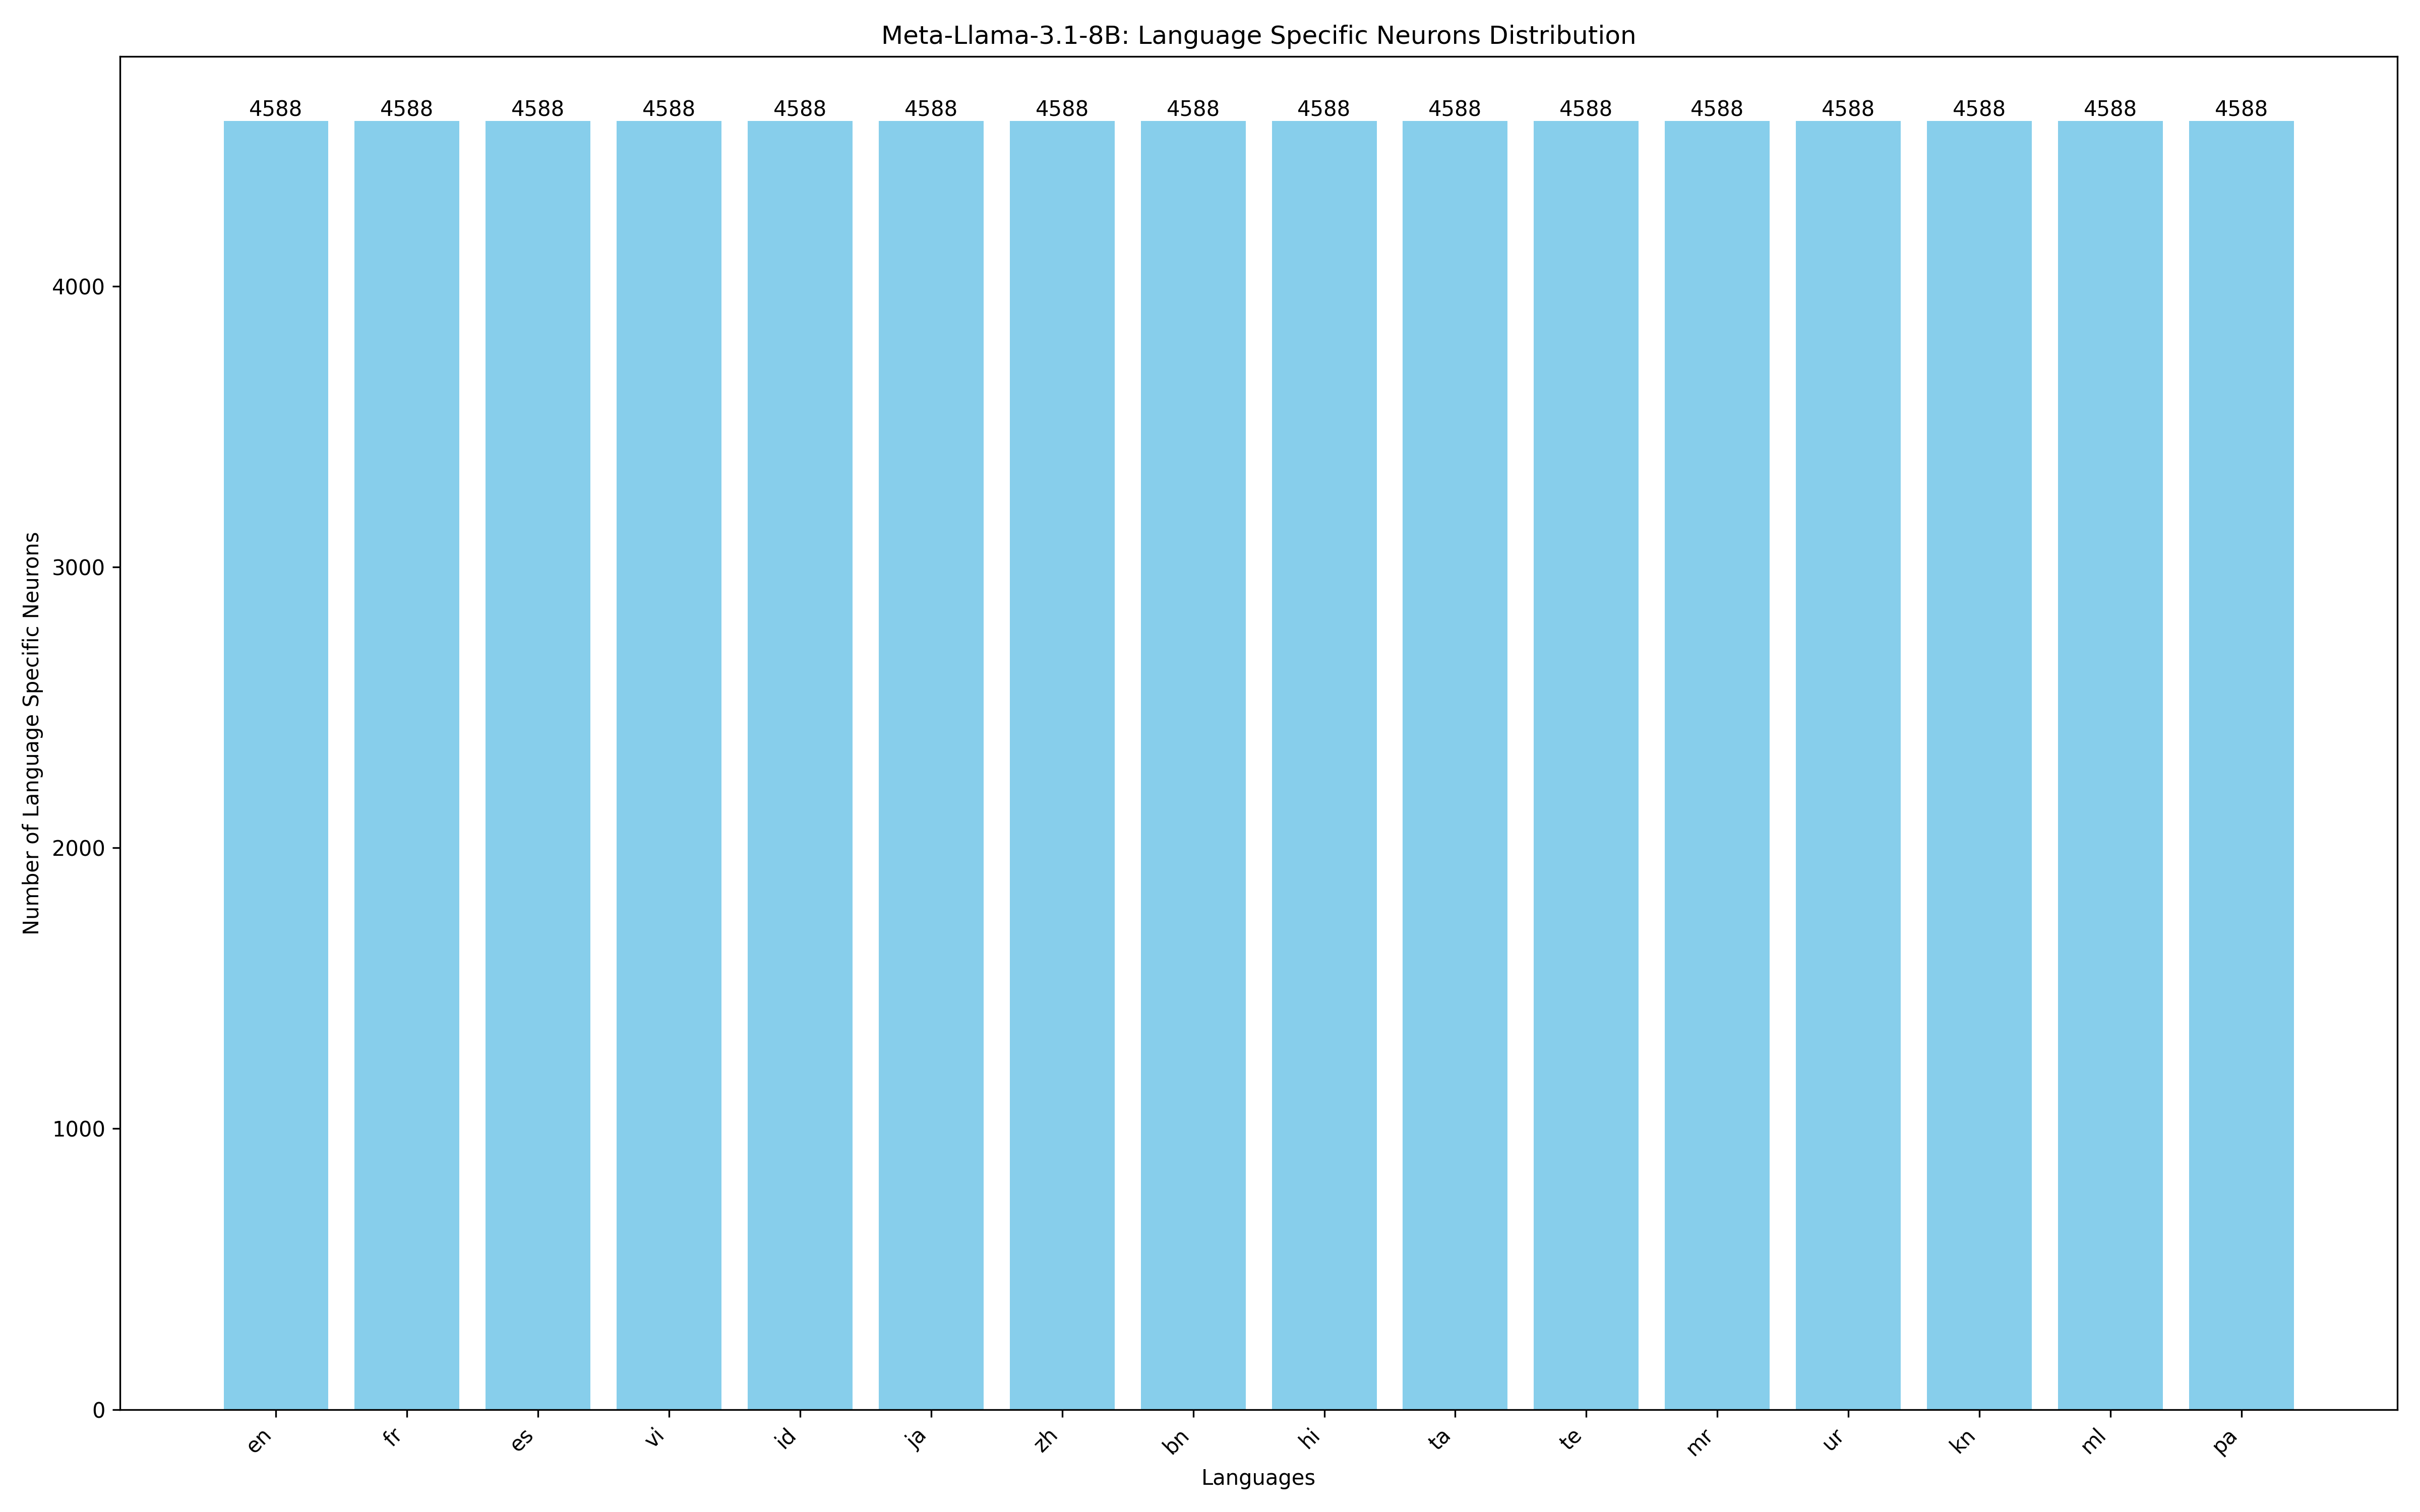 Meta-Llama-3.1-8B: Language Specific Neurons Distribution
4588 4588 4588 4588 4588 4588 4588 4588 4588 4588 4588 4588 4588 4588 4588 4588
4000
3000
2000
1000
0
Number of Language Specific Neurons
en fr es vi id ja zh bn hi ta te mr ur kn ml pa
Languages